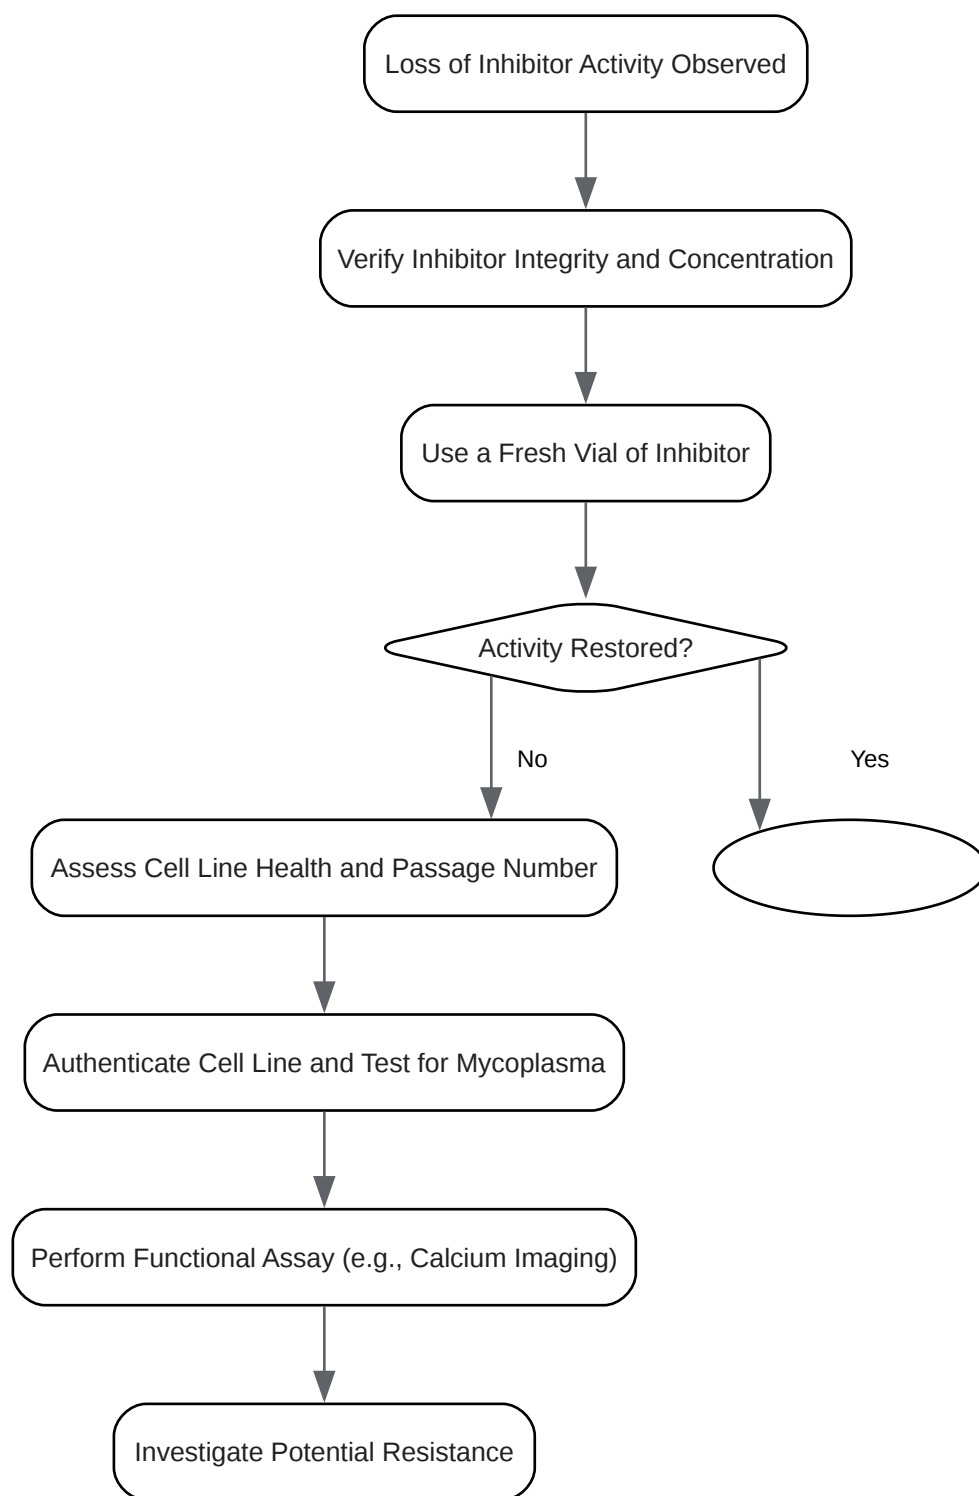 Loss of Inhibitor Activity Observed
Verify Inhibitor Integrity and Concentration
Use a Fresh Vial of Inhibitor
Activity Restored?
No
Yes
Assess Cell Line Health and Passage Number
Authenticate Cell Line and Test for Mycoplasma
Perform Functional Assay (e.g., Calcium Imaging)
Investigate Potential Resistance